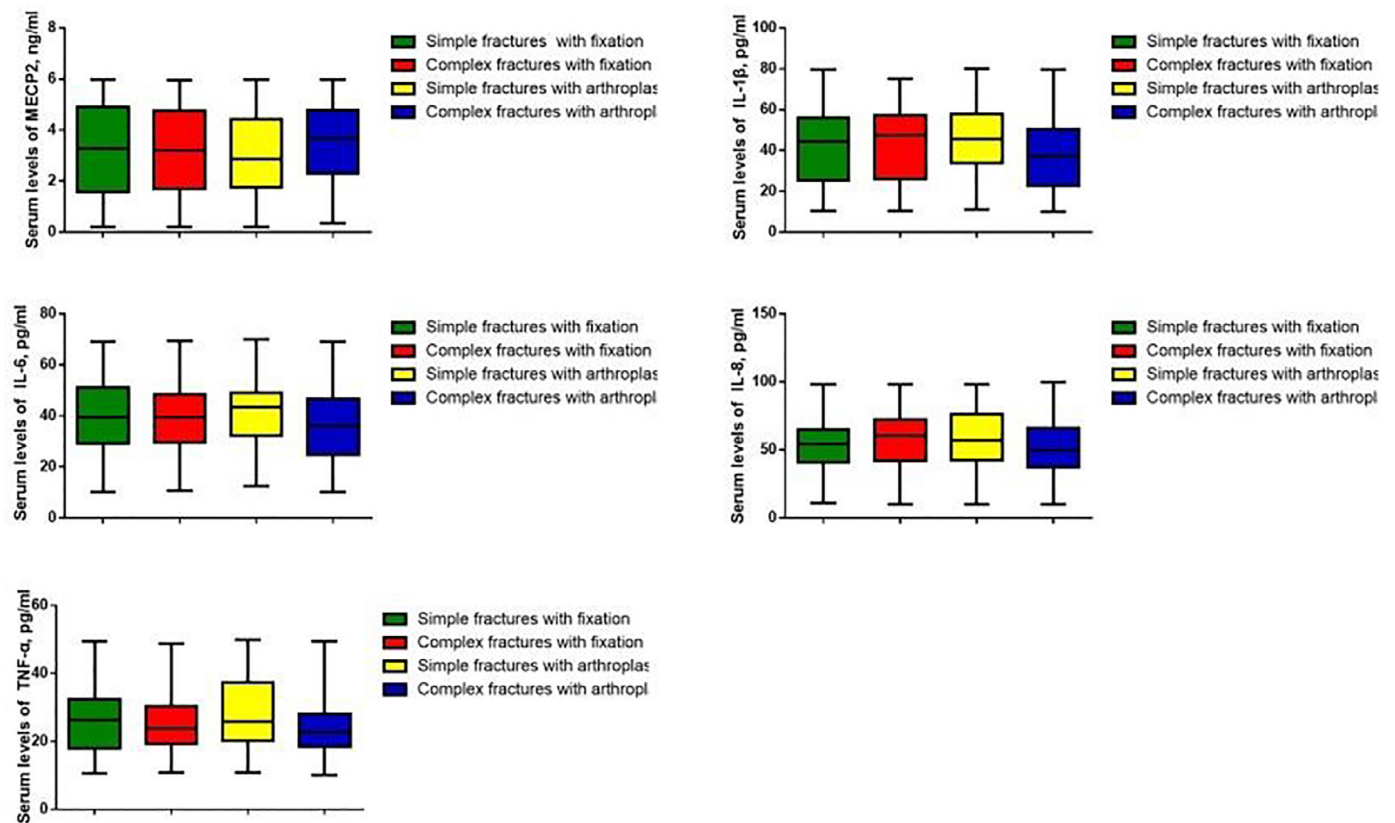 Serum levels of MECP2, ng/ml
8
6
4
2
0
Simple fractures with fixation
Complex fractures with fixation
Simple fractures with arthroplas
Complex fractures with arthropl
Serum levels of IL-1β, pg/ml
100
80
60
40
20
0
Simple fractures with fixation
Complex fractures with fixation
Simple fractures with arthroplas
Complex fractures with arthropl
Serum levels of IL-6, pg/ml
80
60
40
20
0
Simple fractures with fixation
Complex fractures with fixation
Simple fractures with arthroplas
Complex fractures with arthropl
Serum levels of IL-8, pg/ml
150
100
50
0
Simple fractures with fixation
Complex fractures with fixation
Simple fractures with arthroplas
Complex fractures with arthropl
Serum levels of TNF-α, pg/ml
60
40
20
0
Simple fractures with fixation
Complex fractures with fixation
Simple fractures with arthroplas
Complex fractures with arthropl